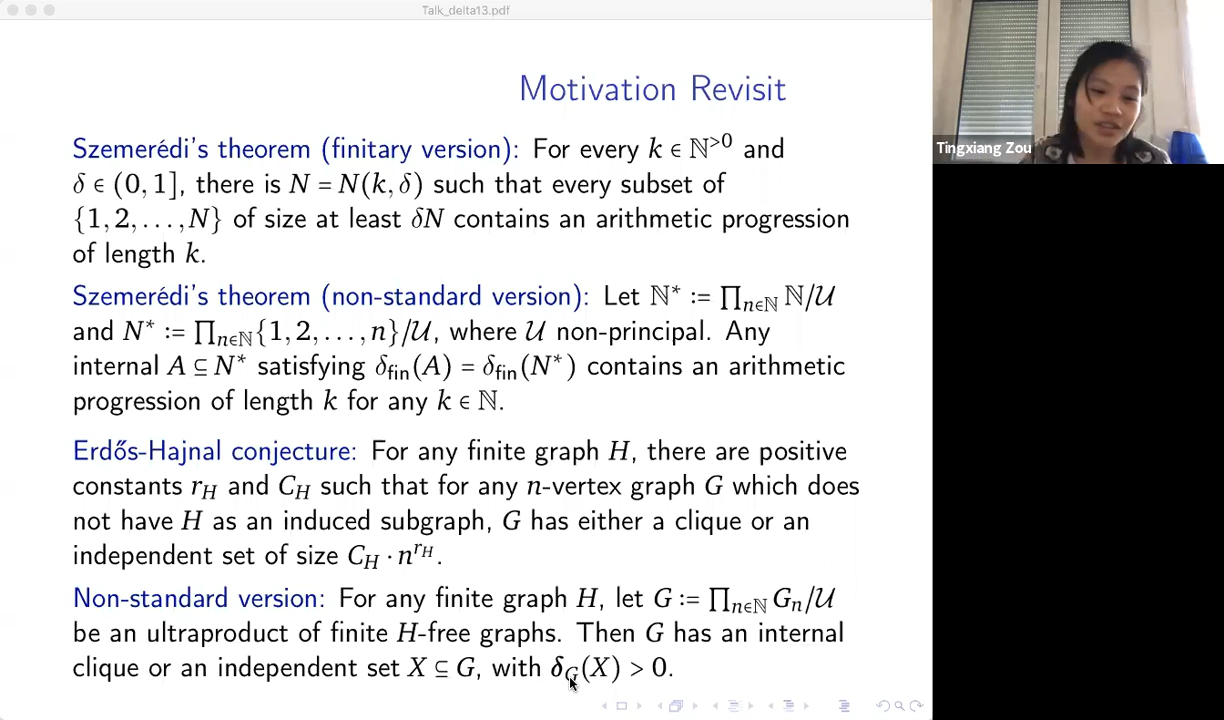 Talk_delta13.pdf
Motivation Revisit
Szemerédi's theorem (finitary version): For every k ∈ ℕ^{>0} and
δ ∈ (0, 1], there is N = N(k, δ) such that every subset of
{1, 2, . . . , N} of size at least δN contains an arithmetic progression
of length k.
Szemerédi's theorem (non-standard version): Let ℕ* := ∏_{n∈ℕ} ℕ/𝒰
and N* := ∏_{n∈ℕ}{1, 2, . . . , n}/𝒰, where 𝒰 non-principal. Any
internal A ⊆ N* satisfying δ_{fin}(A) = δ_{fin}(N*) contains an arithmetic
progression of length k for any k ∈ ℕ.
Erdős-Hajnal conjecture: For any finite graph H, there are positive
constants r_H and C_H such that for any n-vertex graph G which does
not have H as an induced subgraph, G has either a clique or an
independent set of size C_H · n^{r_H}.
Non-standard version: For any finite graph H, let G := ∏_{n∈ℕ} G_n/𝒰
be an ultraproduct of finite H-free graphs. Then G has an internal
clique or an independent set X ⊆ G, with δ_G(X) > 0.
Tingxiang Zou